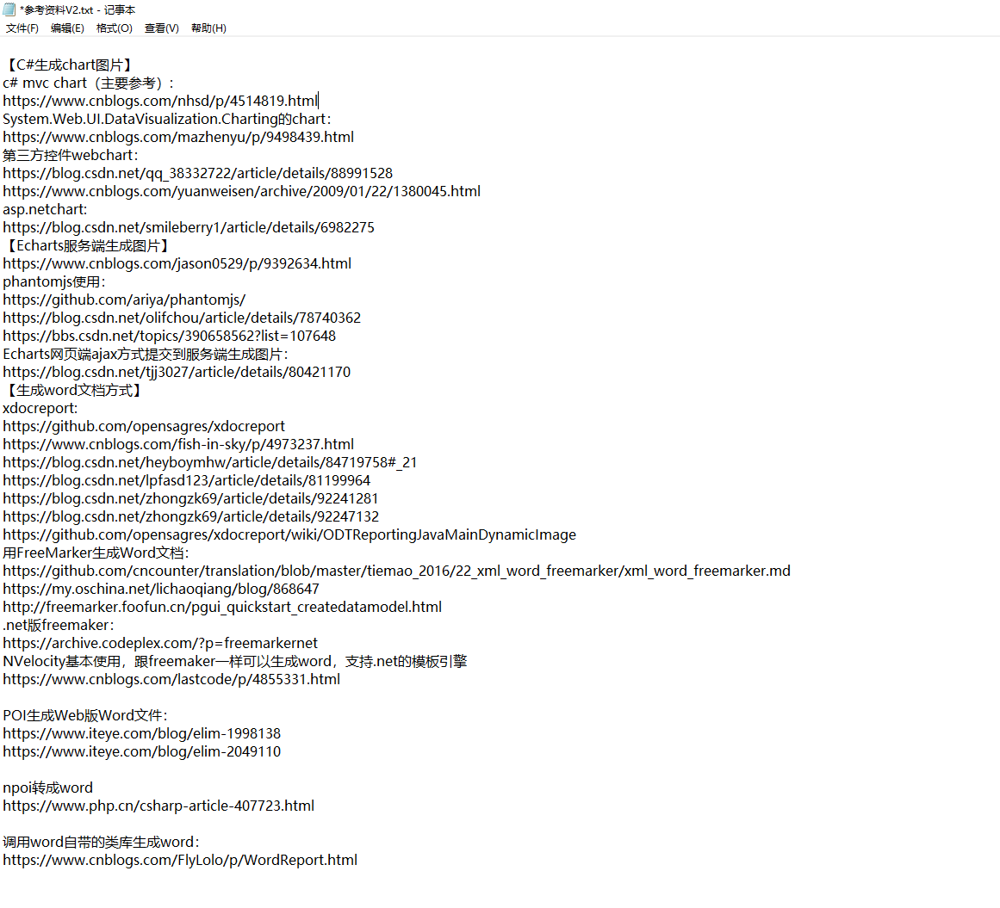 *参考资料V2.txt - 记事本
文件(F) 编辑(E) 格式(O) 查看(V) 帮助(H)
【C#生成chart图片】
c# mvc chart（主要参考）:
https://www.cnblogs.com/nhsd/p/4514819.html
System.Web.UI.DataVisualization.Charting的chart：
https://www.cnblogs.com/mazhenyu/p/9498439.html
第三方控件webchart：
https://blog.csdn.net/qq_38332722/article/details/88991528
https://www.cnblogs.com/yuanweisen/archive/2009/01/22/1380045.html
asp.netchart:
https://blog.csdn.net/smileberry1/article/details/6982275
【Echarts服务端生成图片】
https://www.cnblogs.com/jason0529/p/9392634.html
phantomjs使用：
https://github.com/ariya/phantomjs/
https://blog.csdn.net/olifchou/article/details/78740362
https://bbs.csdn.net/topics/390658562?list=107648
Echarts网页端ajax方式提交到服务端生成图片：
https://blog.csdn.net/tjj3027/article/details/80421170
【生成word文档方式】
xdocreport:
https://github.com/opensagres/xdocreport
https://www.cnblogs.com/fish-in-sky/p/4973237.html
https://blog.csdn.net/heyboymhw/article/details/84719758#_21
https://blog.csdn.net/lpfasd123/article/details/81199964
https://blog.csdn.net/zhongzk69/article/details/92241281
https://blog.csdn.net/zhongzk69/article/details/92247132
https://github.com/opensagres/xdocreport/wiki/ODTReportingJavaMainDynamicImage
用FreeMarker生成Word文档：
https://github.com/cncounter/translation/blob/master/tiemao_2016/22_xml_word_freemarker/xml_word_freemarker.md
https://my.oschina.net/lichaoqiang/blog/868647
http://freemarker.foofun.cn/pgui_quickstart_createdatamodel.html
.net版freemaker：
https://archive.codeplex.com/?p=freemarkernet
NVelocity基本使用，跟freemaker一样可以生成word，支持.net的模板引擎
https://www.cnblogs.com/lastcode/p/4855331.html
POI生成Web版Word文件：
https://www.iteye.com/blog/elim-1998138
https://www.iteye.com/blog/elim-2049110
npoi转成word
https://www.php.cn/csharp-article-407723.html
调用word自带的类库生成word：
https://www.cnblogs.com/FlyLolo/p/WordReport.html